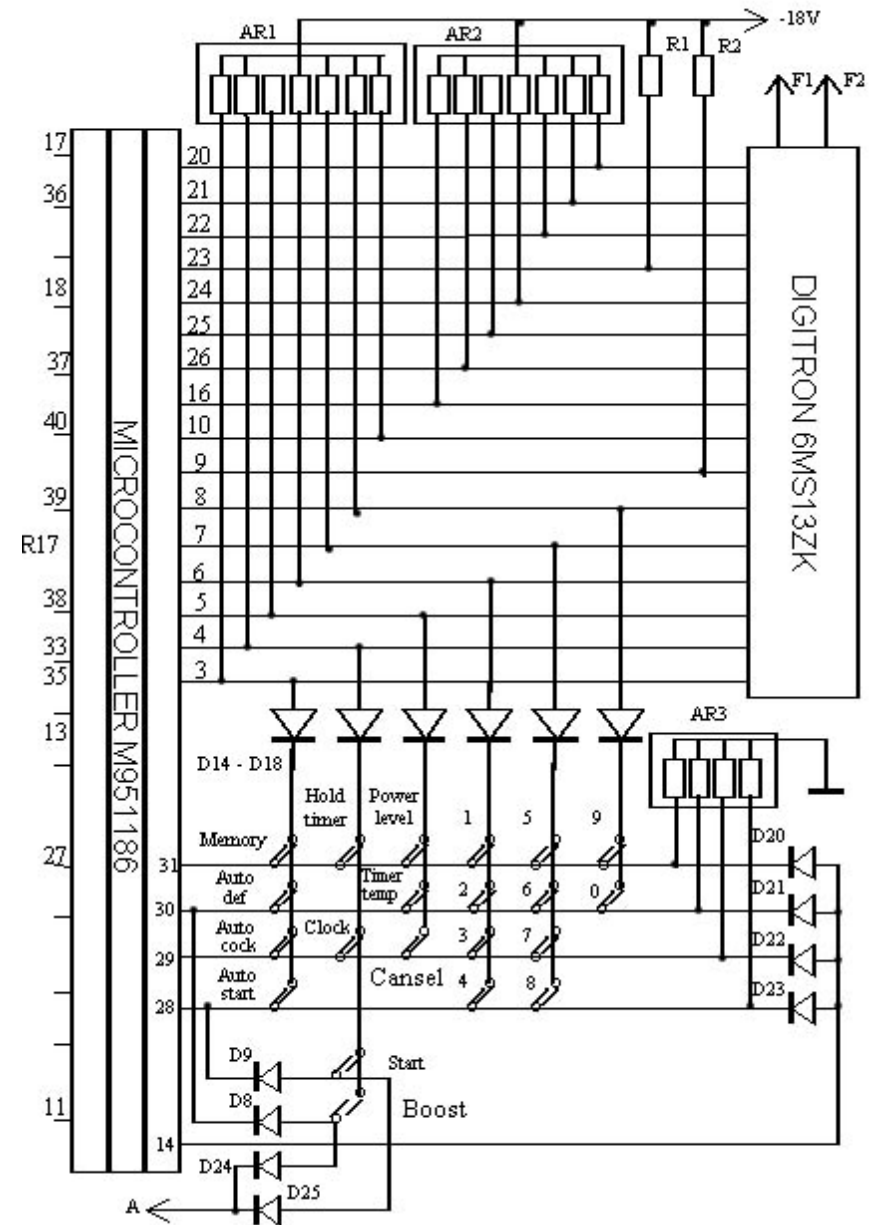 -18V
AR1
AR2
R1
R2
F1
F2
17
36
18
37
40
39
R17
38
33
35
13
27
11
MICROCONTROLLER M951186
20
21
22
23
24
25
26
16
10
9
8
7
6
5
4
3
DIGITRON 6MS13ZK
AR3
D14 - D18
Hold
timer
Power
level
1
5
9
Memory
31
D20
Auto
def
Timer
temp
2
6
0
30
D21
Auto
cock
Clock
3
7
29
D22
Auto
start
Cansel
4
8
28
D23
D9
Start
D8
Boost
14
D24
D25
A